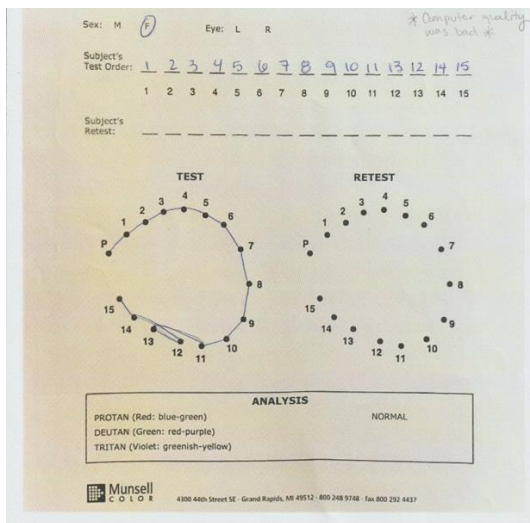 Sex: M F Eye: L R
* Computer quality
was bad *
Subject's
Test Order: 1 2 3 4 5 6 7 8 9 10 11 13 12 14 15
1 2 3 4 5 6 7 8 9 10 11 12 13 14 15
Subject's
Retest:
TEST
P 1 2 3 4 5 6 7 8 9 10 11 12 13 14 15
RETEST
P 1 2 3 4 5 6 7 8 9 10 11 12 13 14 15
ANALYSIS
PROTAN (Red: blue-green) NORMAL
DEUTAN (Green: red-purple)
TRITAN (Violet: greenish-yellow)
Munsell
COLOR
4300 44th Street SE - Grand Rapids, MI 49512 - 800 248 9748 - fax 800 292 4437